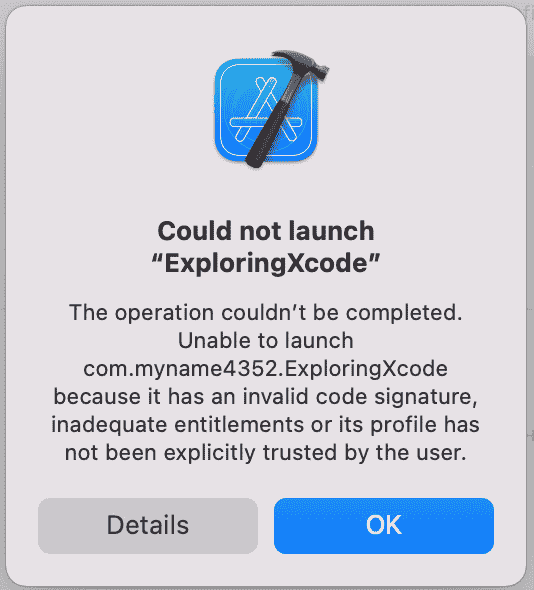 Could not launch
“ExploringXcode”
The operation couldn’t be completed.
Unable to launch
com.myname4352.ExploringXcode
because it has an invalid code signature,
inadequate entitlements or its profile has
not been explicitly trusted by the user.
Details
OK